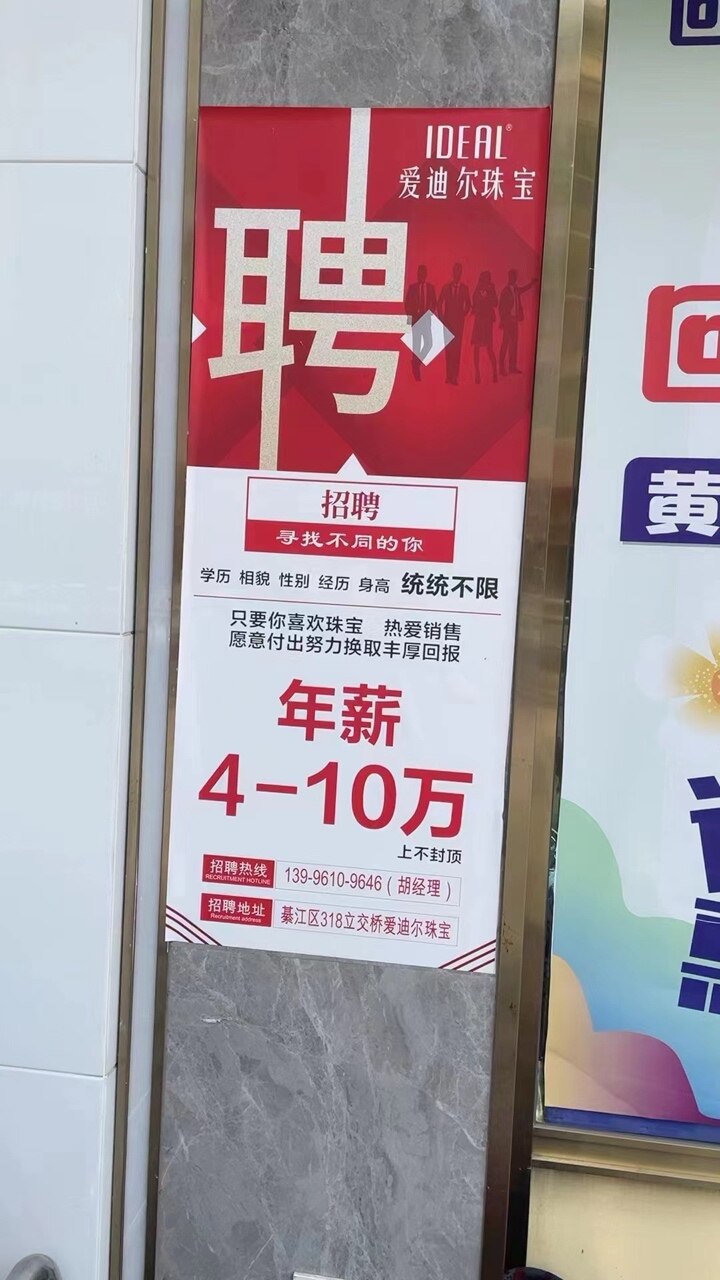 IDEAL®
爱迪尔珠宝
聘
招聘
寻找不同的你
学历 相貌 性别 经历 身高 统统不限
只要你喜欢珠宝 热爱销售
愿意付出努力换取丰厚回报
年薪
4-10万
上不封顶
招聘热线 139-9610-9646（胡经理）
RECRUITMENT HOTLINE
招聘地址 綦江区318立交桥爱迪尔珠宝
Recruitment address
黄